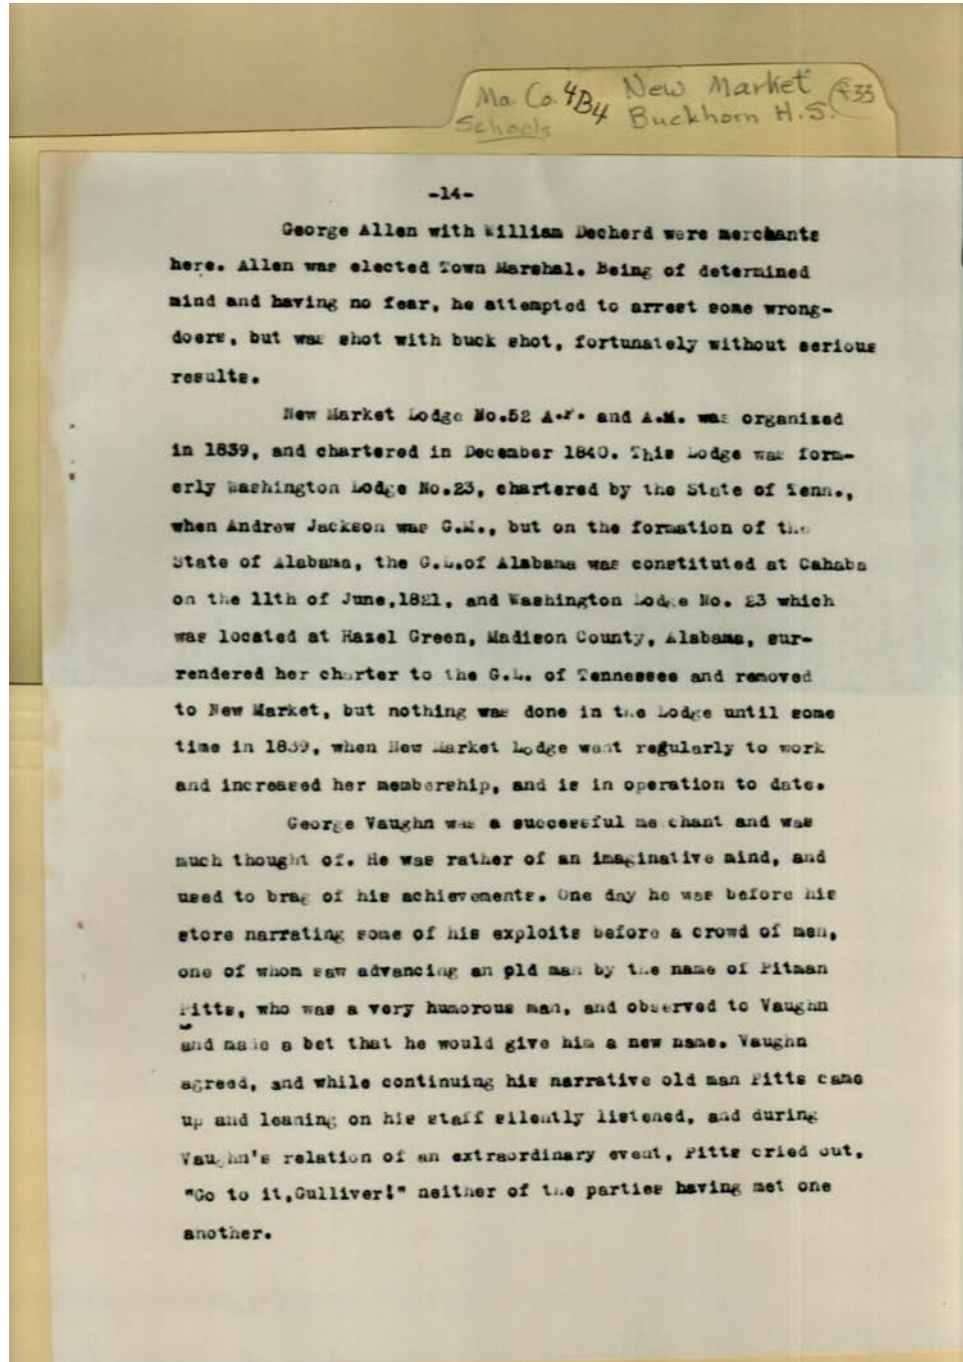 Ma. Co. 4B4 New Market
Schools Buckhorn H.S.
-14-
George Allen with William Decherd were merchants
here. Allen was elected Town Marshal. Being of determined
mind and having no fear, he attempted to arrest some wrong-
doers, but was shot with buck shot, fortunately without serious
results.
New Market Lodge No.52 A.F. and A.M. was organized
in 1839, and chartered in December 1840. This Lodge was form-
erly Washington Lodge No.23, chartered by the State of Tenn.,
when Andrew Jackson was G.M., but on the formation of the
State of Alabama, the G.L.of Alabama was constituted at Cahaba
on the 11th of June,1821, and Washington Lodge No. 23 which
was located at Hazel Green, Madison County, Alabama, sur-
rendered her charter to the G.L. of Tennessee and removed
to New Market, but nothing was done in the Lodge until some
time in 1839, when New Market Lodge went regularly to work
and increased her membership, and is in operation to date.
George Vaughn was a successful me chant and was
much thought of. He was rather of an imaginative mind, and
used to brag of his achievements. One day he was before his
store narrating some of his exploits before a crowd of men,
one of whom saw advancing an pld man by the name of Pitman
Pitts, who was a very humorous man, and observed to Vaughn
and made a bet that he would give him a new name. Vaughn
agreed, and while continuing his narrative old man Pitts came
up and leaning on his staff silently listened, and during
Vaughn's relation of an extraordinary event, Pitts cried out,
"Go to it,Gulliver!" neither of the parties having met one
another.